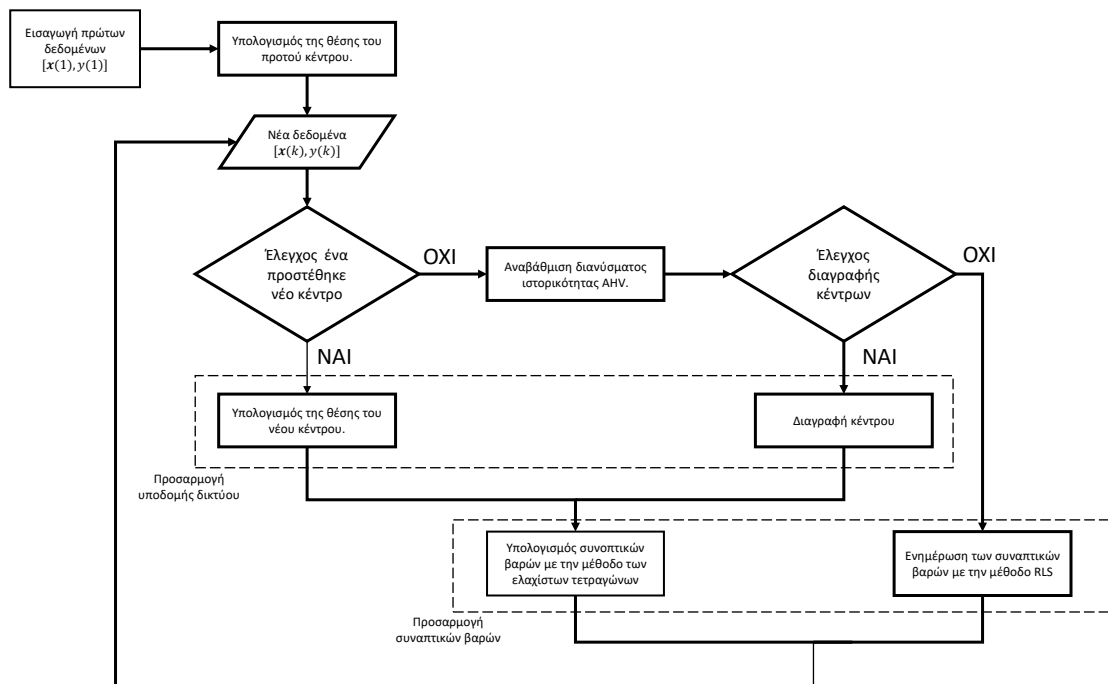 Εισαγωγή πρώτων
δεδομένων
[x(1), y(1)]
Υπολογισμός της θέσης του
προτού κέντρου.
Νέα δεδομένα
[x(k), y(k)]
Έλεγχος ένα
προστέθηκε
νέο κέντρο
ΟΧΙ
Αναβάθμιση διανύσματος
ιστορικότητας AHV.
Έλεγχος
διαγραφής
κέντρων
ΟΧΙ
ΝΑΙ
ΝΑΙ
Υπολογισμός της θέσης του
νέου κέντρου.
Διαγραφή κέντρου
Προσαρμογή
υποδομής δικτύου
Υπολογισμός συνοπτικών
βαρών με την μέθοδο των
ελαχίστων τετραγώνων
Ενημέρωση των συναπτικών
βαρών με την μέθοδο RLS
Προσαρμογή
συναπτικών βαρών